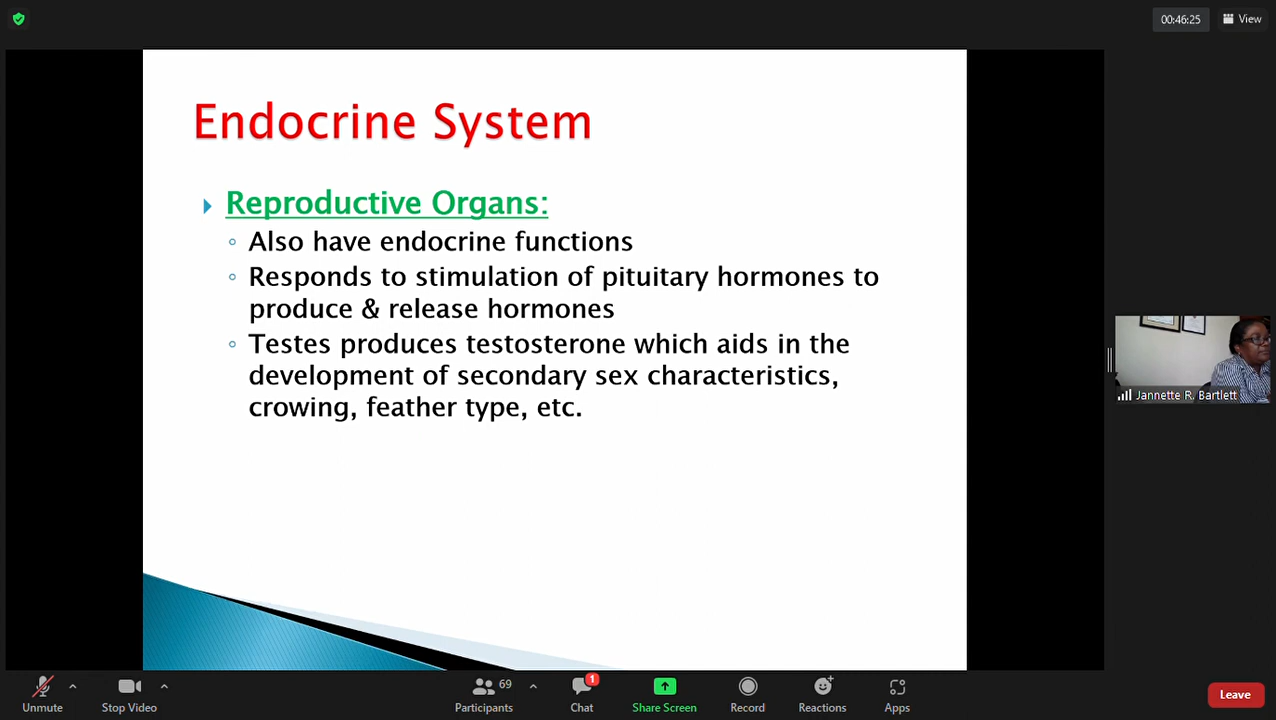 00:46:25
View
Endocrine System
Reproductive Organs:
Also have endocrine functions
Responds to stimulation of pituitary hormones to
produce & release hormones
Testes produces testosterone which aids in the
development of secondary sex characteristics,
crowing, feather type, etc.
Jannette R. Bartlett
69
1
Unmute
Stop Video
Participants
Chat
Share Screen
Record
Reactions
Apps
Leave